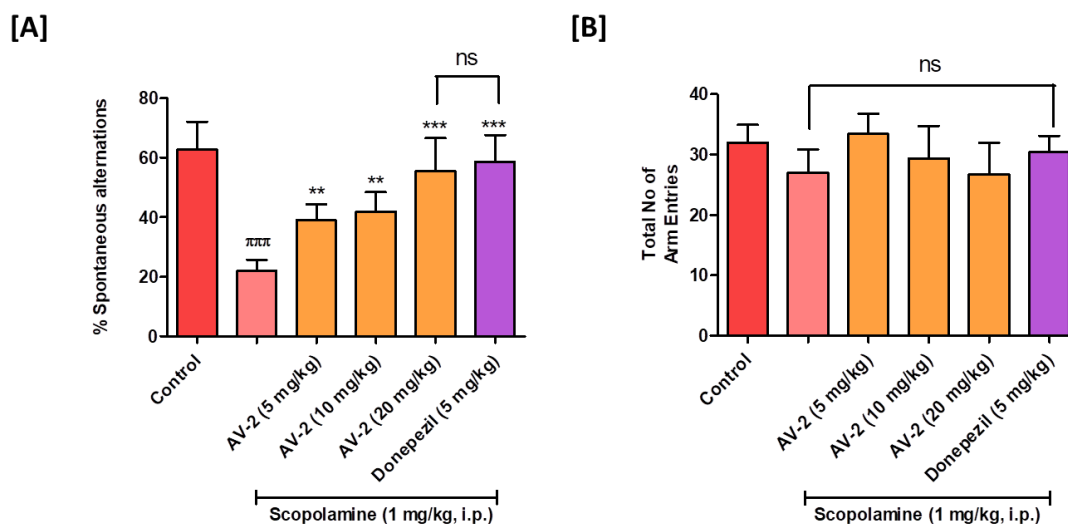 [A]
ns
% Spontaneous alternations
80
60
40
20
0
πππ
**
**
***
***
Control
AV-2 (5 mg/kg)
AV-2 (10 mg/kg)
AV-2 (20 mg/kg)
Donepezil (5 mg/kg)
Scopolamine (1 mg/kg, i.p.)
[B]
ns
Total No of
Arm Entries
40
30
20
10
0
Control
AV-2 (5 mg/kg)
AV-2 (10 mg/kg)
AV-2 (20 mg/kg)
Donepezil (5 mg/kg)
Scopolamine (1 mg/kg, i.p.)